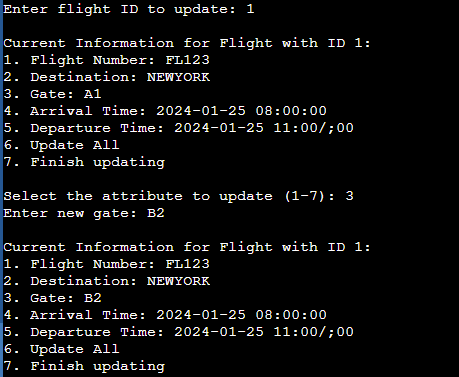 Enter flight ID to update: 1
Current Information for Flight with ID 1:
1. Flight Number: FL123
2. Destination: NEWYORK
3. Gate: A1
4. Arrival Time: 2024-01-25 08:00:00
5. Departure Time: 2024-01-25 11:00/;00
6. Update All
7. Finish updating
Select the attribute to update (1-7): 3
Enter new gate: B2
Current Information for Flight with ID 1:
1. Flight Number: FL123
2. Destination: NEWYORK
3. Gate: B2
4. Arrival Time: 2024-01-25 08:00:00
5. Departure Time: 2024-01-25 11:00/;00
6. Update All
7. Finish updating